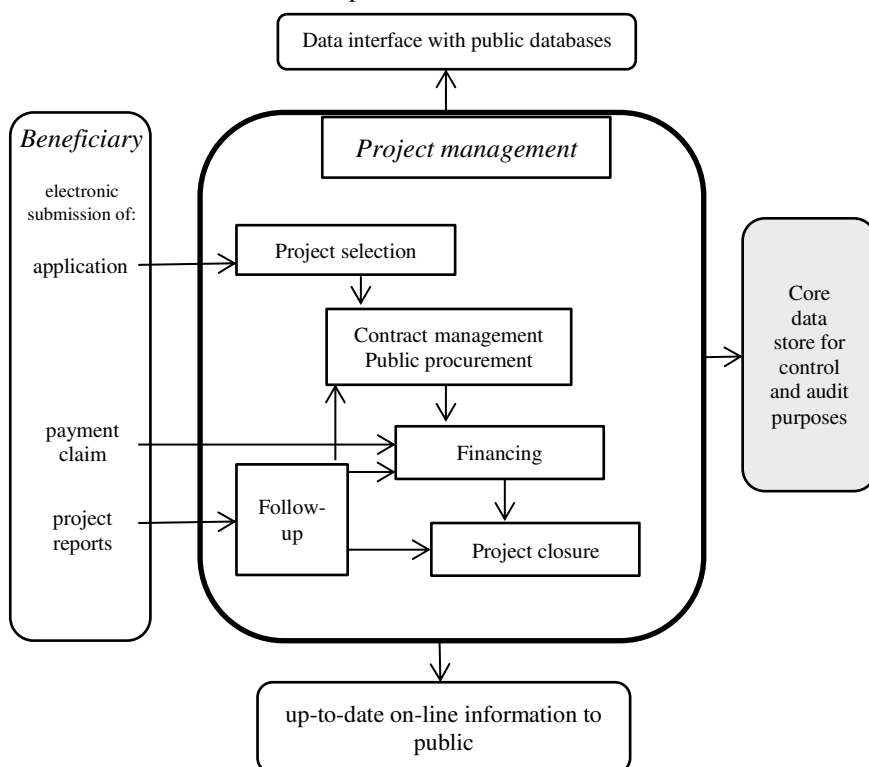 Data interface with public databases
Beneficiary
electronic
submission of:
application
payment
claim
project
reports
Project management
Project selection
Contract management
Public procurement
Financing
Follow-
up
Project closure
Core
data
store for
control
and audit
purposes
up-to-date on-line information to
public